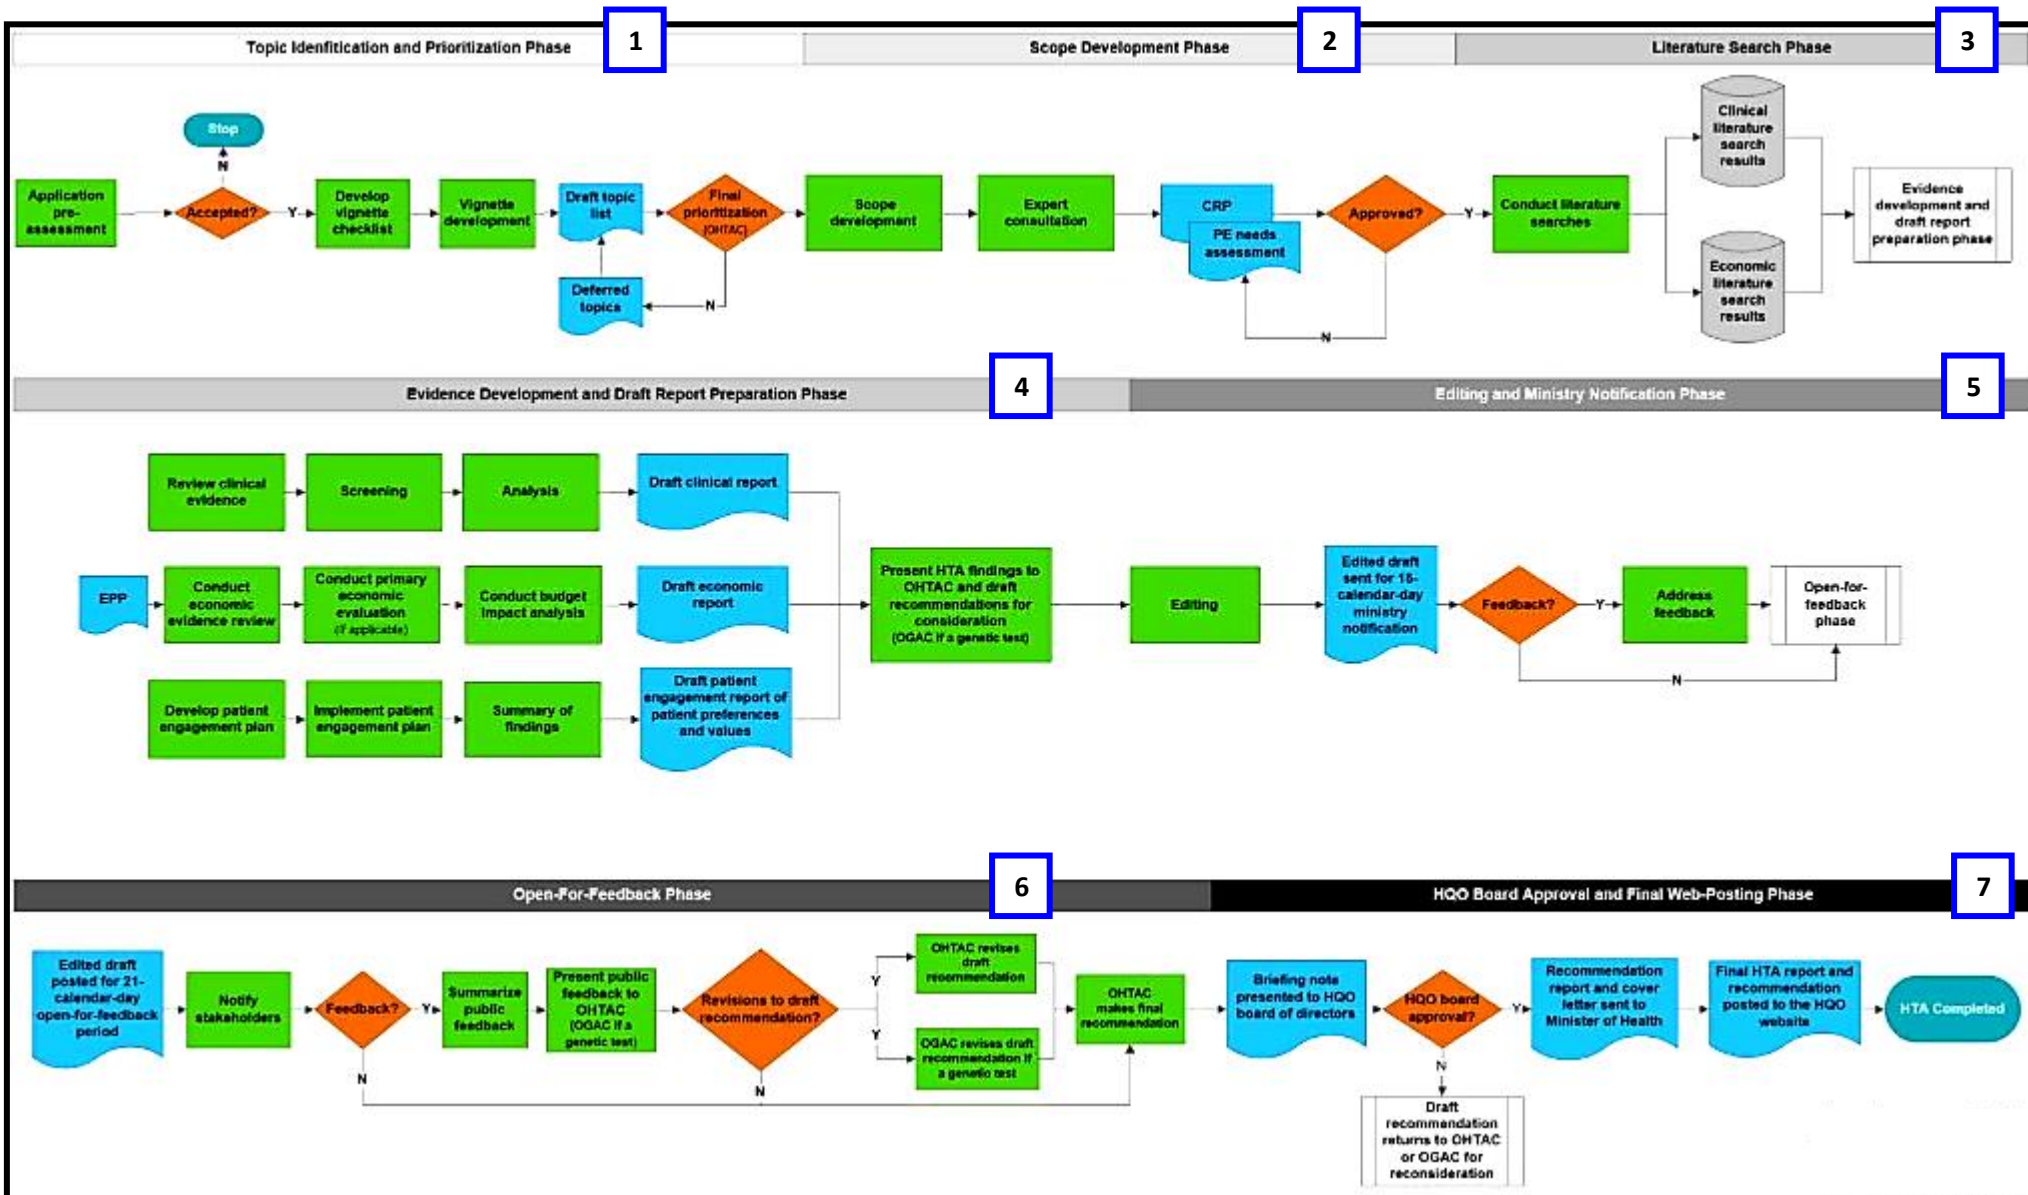 Topic Idenfitication and Prioritization Phase
1
Scope Development Phase
2
Literature Search Phase
3
Stop
N
Application
pre-
assessment
Accepted?
Y
Develop
vignette
checklist
Vignette
development
Draft topic
list
Final
prioritization
(OHTAC)
N
Deferred
topics
Scope
development
Expert
consultation
CRP
PE needs
assessment
Approved?
Y
N
Conduct literature
searches
Clinical
literature
search
results
Economic
literature
search
results
Evidence
development and
draft report
preparation phase
Evidence Development and Draft Report Preparation Phase
4
Editing and Ministry Notification Phase
5
Review clinical
evidence
Screening
Analysis
Draft clinical report
EPP
Conduct
economic
evidence review
Conduct primary
economic
evaluation
(if applicable)
Conduct budget
impact analysis
Draft economic
report
Develop patient
engagement plan
Implement patient
engagement plan
Summary of
findings
Draft patient
engagement report of
patient preferences
and values
Present HTA findings to
OHTAC and draft
recommendations for
consideration
(OGAC if a genetic test)
Editing
Edited draft
sent for 15-
calendar-day
ministry
notification
Feedback?
Y
N
Address
feedback
Open-for-
feedback
phase
Open-For-Feedback Phase
6
HQO Board Approval and Final Web-Posting Phase
7
Edited draft
posted for 21-
calendar-day
open-for-feedback
period
Notify
stakeholders
Feedback?
Y
N
Summarize
public
feedback
Present public
feedback to
OHTAC
(OGAC if a
genetic test)
Revisions to draft
recommendation?
Y
Y
N
OHTAC revises
draft
recommendation
OGAC revises draft
recommendation if
a genetic test
OHTAC
makes final
recommendation
Briefing note
presented to HQO
board of directors
HQO board
approval?
Y
N
Draft
recommendation
returns to OHTAC
or OGAC for
reconsideration
Recommendation
report and cover
letter sent to
Minister of Health
Final HTA report and
recommendation
posted to the HQO
website
HTA Completed